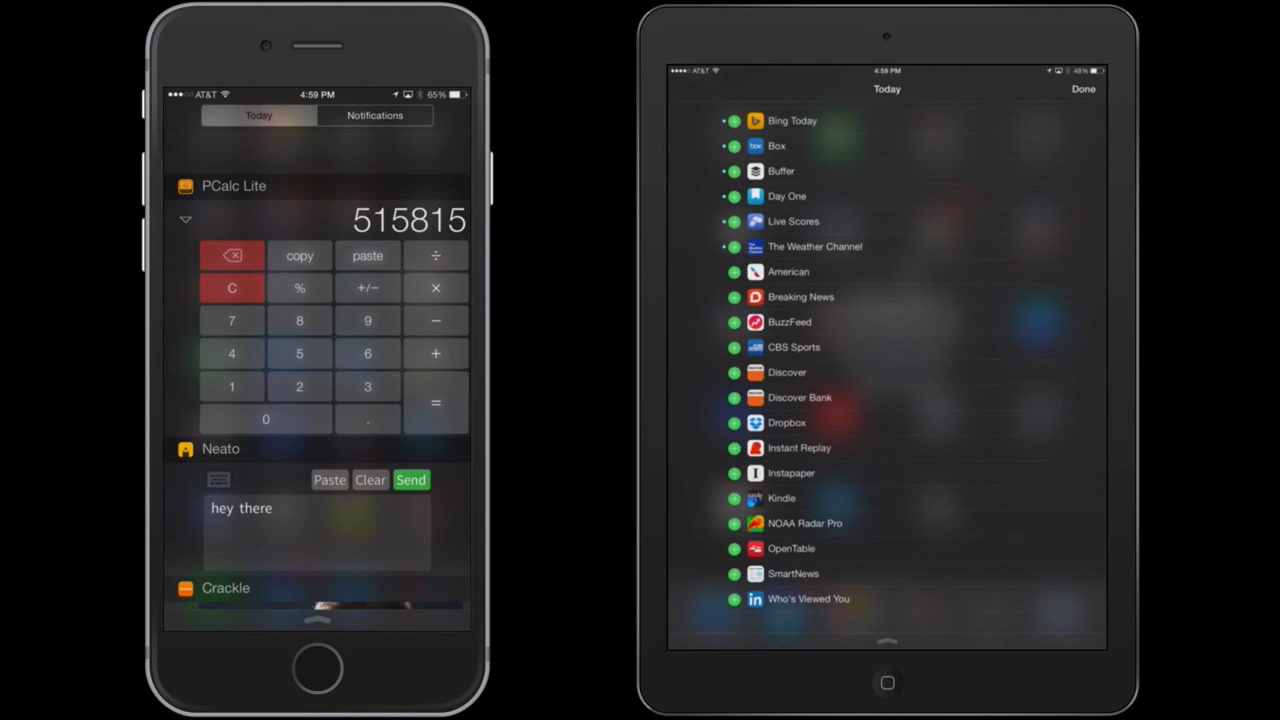 AT&T 4:59 PM 65%
Today Notifications
PCalc Lite
515815
copy paste ÷
C % +/− ×
7 8 9 −
4 5 6 +
1 2 3 =
0 .
Neato
Paste Clear Send
hey there
Crackle
AT&T 4:59 PM 48%
Today Done
Bing Today
box Box
Buffer
Day One
Live Scores
The Weather Channel
American
Breaking News
BuzzFeed
CBS Sports
Discover
Discover Bank
Dropbox
Instant Replay
I Instapaper
Kindle
NOAA Radar Pro
OpenTable
SmartNews
in Who's Viewed You